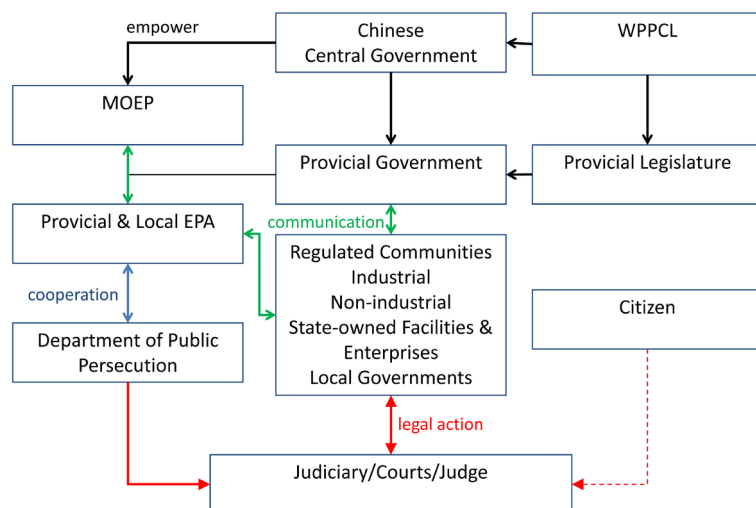 empower
Chinese
Central Government
WPPCL
MOEP
Provicial Government
Provicial Legislature
Provicial & Local EPA
communication
Regulated Communities
Industrial
Non-industrial
State-owned Facilities &
Enterprises
Local Governments
cooperation
Citizen
Department of Public
Persecution
legal action
Judiciary/Courts/Judge